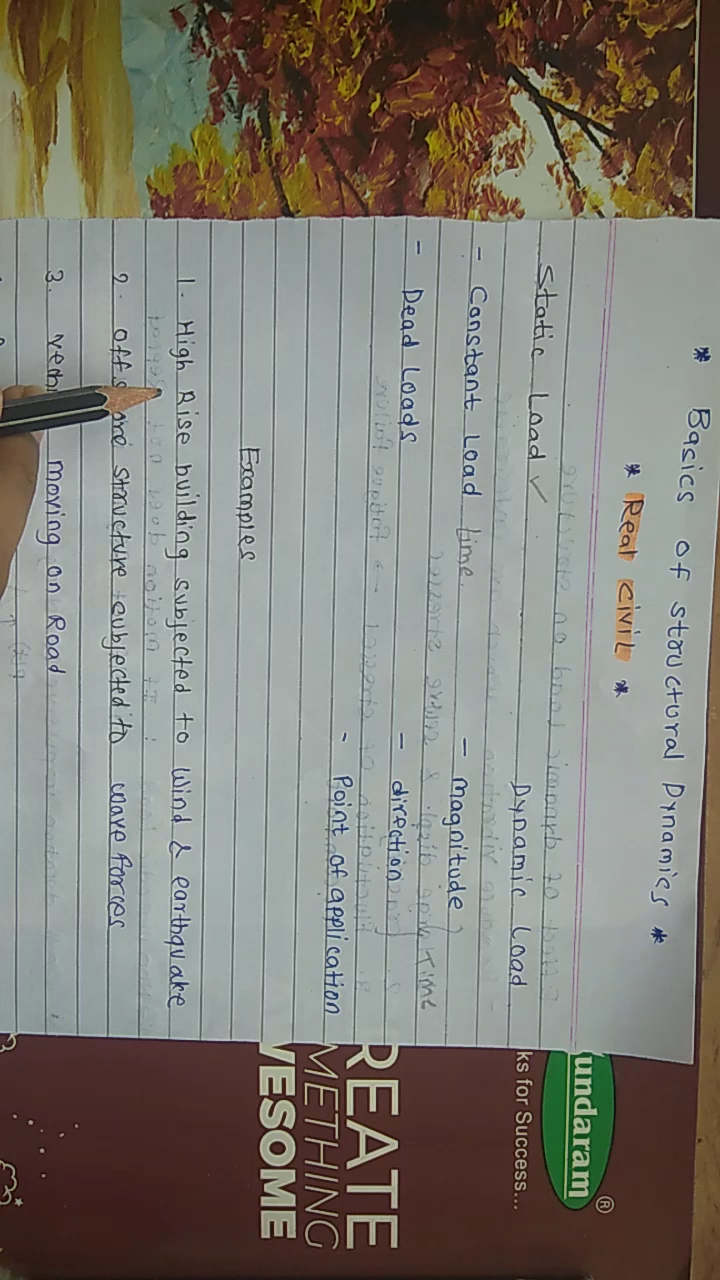 * Basics of structural Dynamics *
* Real civil *
Static Load ✓
Dynamic Load
- Constant Load time.
- magnitude
- Dead Loads
- direction
Time
- Point of application
Examples
1. High Rise building subjected to wind & earthquake
2. offshore structure subjected to wave forces
3. moving on Road
undaram®
ks for Success...
REATE
METHING
VESOME